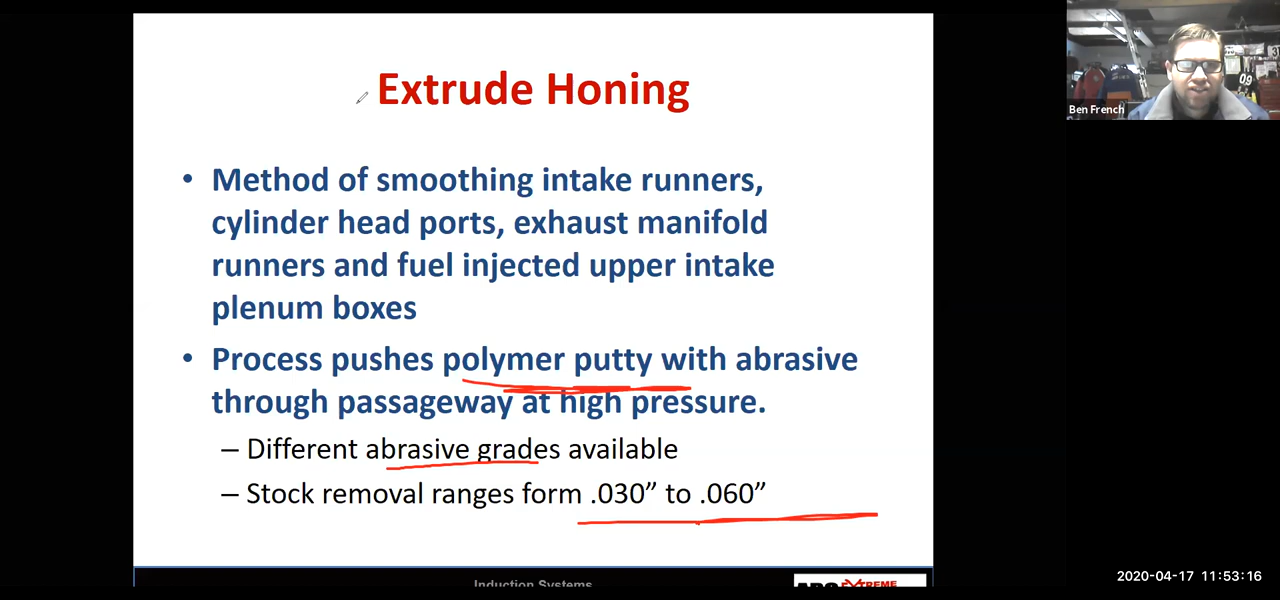 Extrude Honing
• Method of smoothing intake runners,
cylinder head ports, exhaust manifold
runners and fuel injected upper intake
plenum boxes
• Process pushes polymer putty with abrasive
through passageway at high pressure.
– Different abrasive grades available
– Stock removal ranges form .030” to .060”
Induction Systems
EXTREME
Ben French
09
2020-04-17 11:53:16